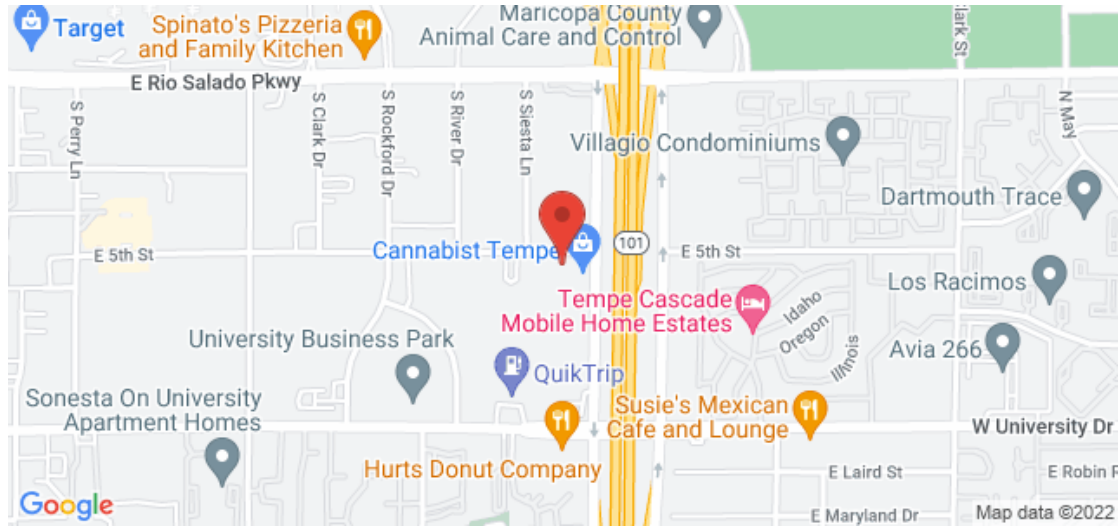 Target
Spinato's Pizzeria
and Family Kitchen
Maricopa County
Animal Care and Control
Clark St
E Rio Salado Pkwy
S Perry Ln
S Clark Dr
S Rockford Dr
S River Dr
S Siesta Ln
N May
Villagio Condominiums
Dartmouth Trace
E 5th St
Cannabist Tempe
101
E 5th St
Los Racimos
Tempe Cascade
Mobile Home Estates
Idaho
Oregon
Illinois
University Business Park
Avia 266
QuikTrip
Sonesta On University
Apartment Homes
Susie's Mexican
Cafe and Lounge
W University Dr
Hurts Donut Company
E Laird St
E Robin R
Google
E Maryland Dr
Map data ©2022